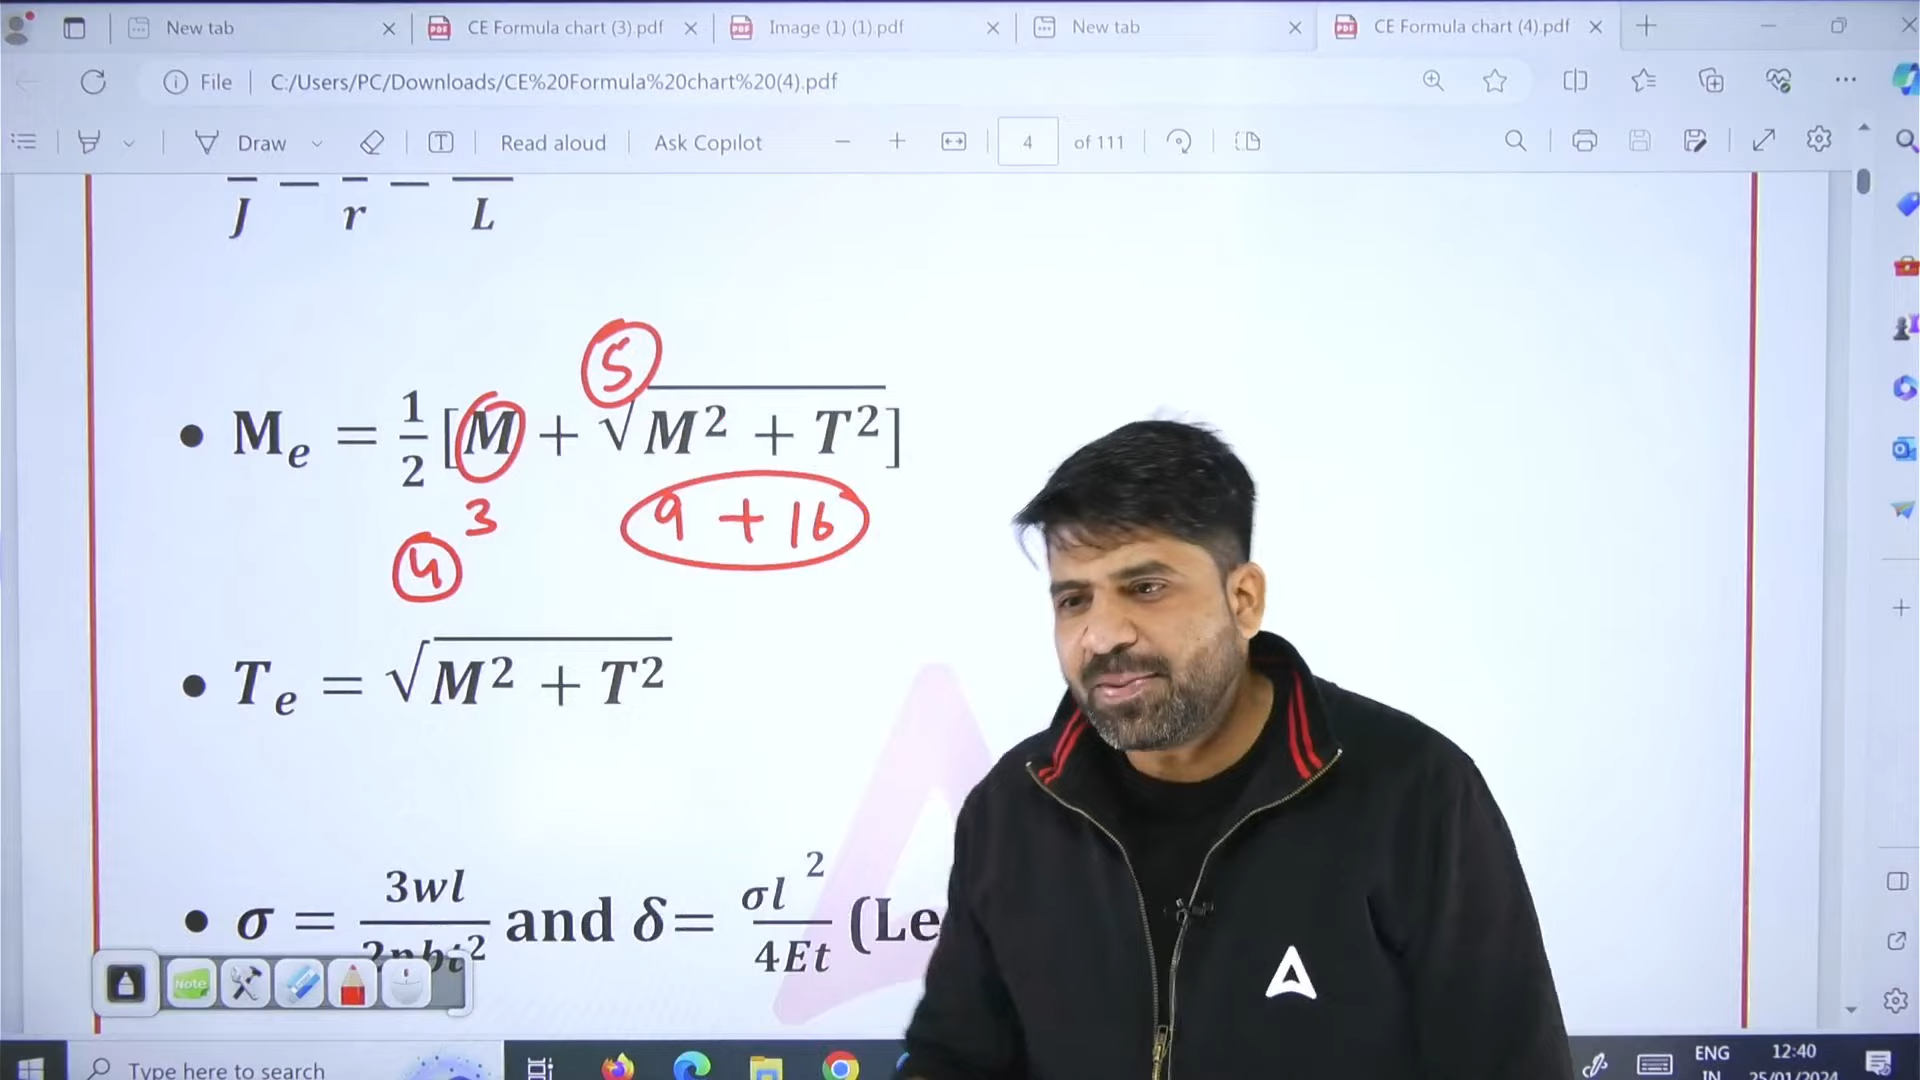 New tab
CE Formula chart (3).pdf
Image (1) (1).pdf
New tab
CE Formula chart (4).pdf
File
C:/Users/PC/Downloads/CE%20Formula%20chart%20(4).pdf
Draw
Read aloud
Ask Copilot
4 of 111
J r L
5
• Mₑ = 1/2 [M + √M² + T²]
3
9 + 16
4
• Tₑ = √M² + T²
• σ = 3wl/2nbt² and δ= σl²/4Et (Le
Note
Type here to search
ENG
IN
12:40
25/01/2024